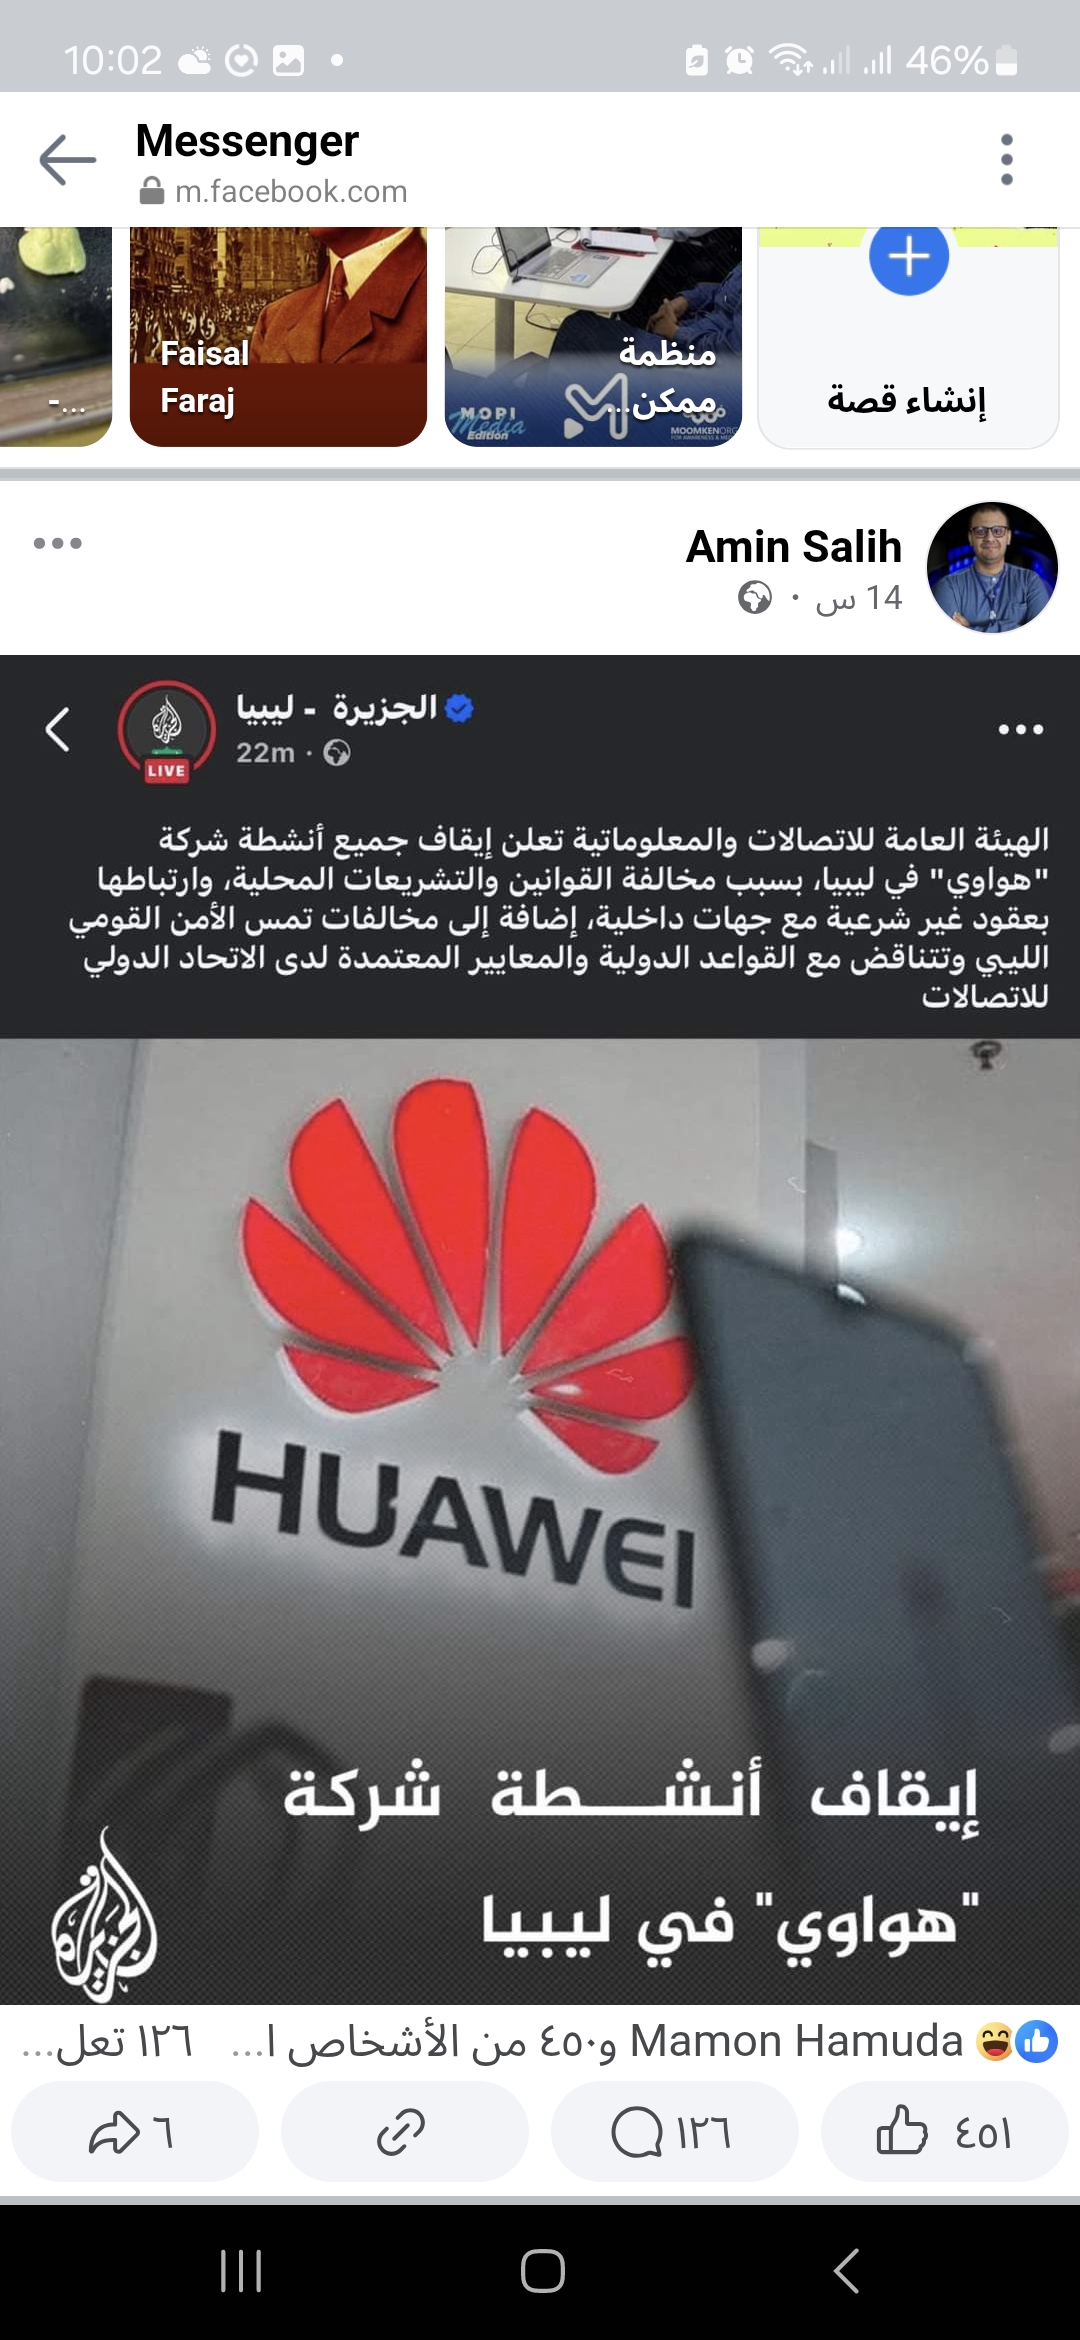 10:02
46%
Messenger
m.facebook.com
...-
Faisal
Faraj
منظمة
ممكن...
MOPI
Media
Edition
MOOMKENORG
إنشاء قصة
Amin Salih
14 س ·
الجزيرة - ليبيا
22m ·
LIVE
الهيئة العامة للاتصالات والمعلوماتية تعلن إيقاف جميع أنشطة شركة
"هواوي" في ليبيا، بسبب مخالفة القوانين والتشريعات المحلية، وارتباطها
بعقود غير شرعية مع جهات داخلية، إضافة إلى مخالفات تمس الأمن القومي
الليبي وتتناقض مع القواعد الدولية والمعايير المعتمدة لدى الاتحاد الدولي
للاتصالات
HUAWEI
إيقاف أنشـــطة شركة
"هواوي" في ليبيا
الجزيرة
Mamon Hamuda و٤٥٠ من الأشخاص ا...
١٢٦ تعل...
٤٥١
١٢٦
٦